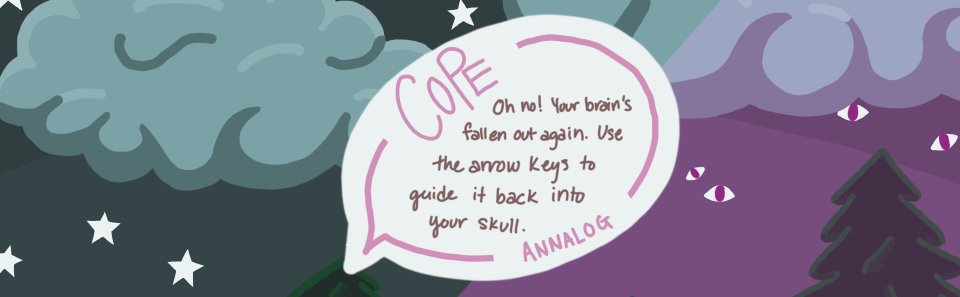 COPE
Oh no! Your brain's
fallen out again. Use
the arrow keys to
guide it back into
your skull.
ANNALOG